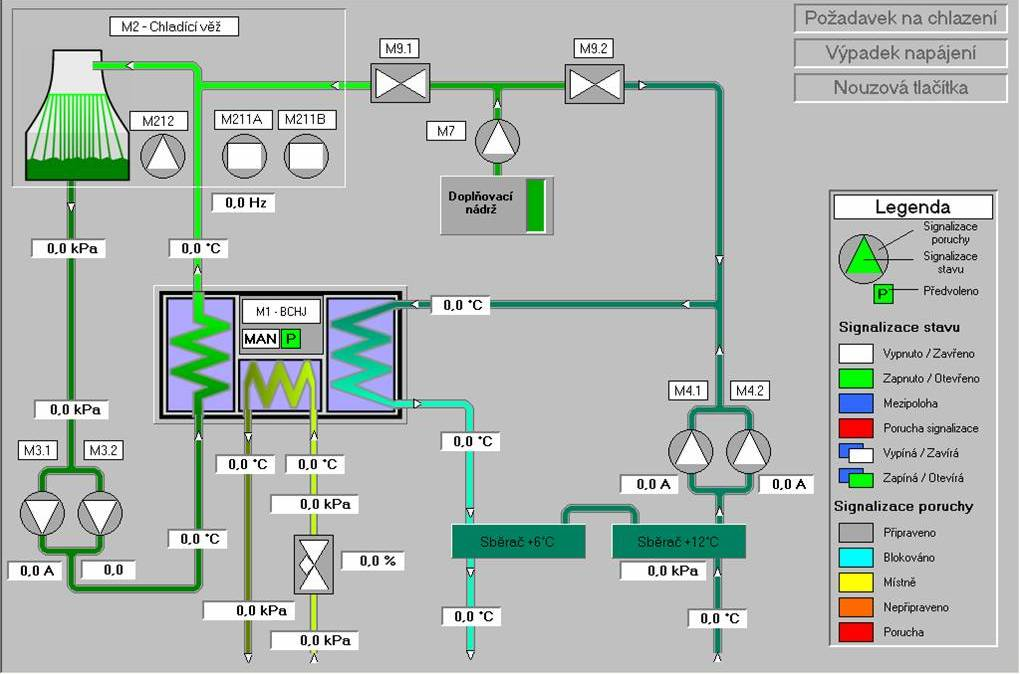 M2 - Chladící věž
Požadavek na chlazení
Výpadek napájení
Nouzová tlačítka
M9.1
M9.2
M212
M211A
M211B
M7
Doplňovací
nádrž
0,0 Hz
0,0 kPa
0,0 °C
M1 - BCHJ
MAN
P
0,0 °C
0,0 kPa
M3.1
M3.2
M4.1
M4.2
0,0 °C
0,0 °C
0,0 °C
0,0 A
0,0 A
0,0 kPa
0,0 °C
Sběrač +6°C
Sběrač +12°C
0,0 %
0,0 A
0,0
0,0 kPa
0,0 kPa
0,0 kPa
0,0 °C
0,0 °C
Legenda
Signalizace
poruchy
Signalizace
stavu
P
Předvoleno
Signalizace stavu
Vypnuto / Zavřeno
Zapnuto / Otevřeno
Mezipoloha
Porucha signalizace
Vypíná / Zavírá
Zapíná / Otevírá
Signalizace poruchy
Připraveno
Blokováno
Místně
Nepřipraveno
Porucha